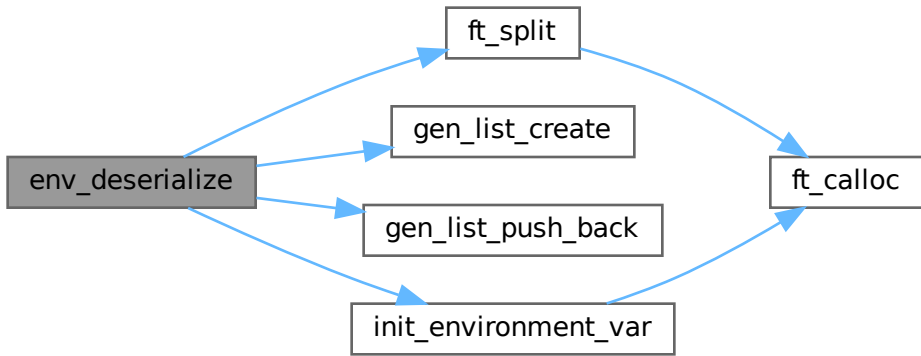 env_deserialize
ft_split
gen_list_create
gen_list_push_back
init_environment_var
ft_calloc